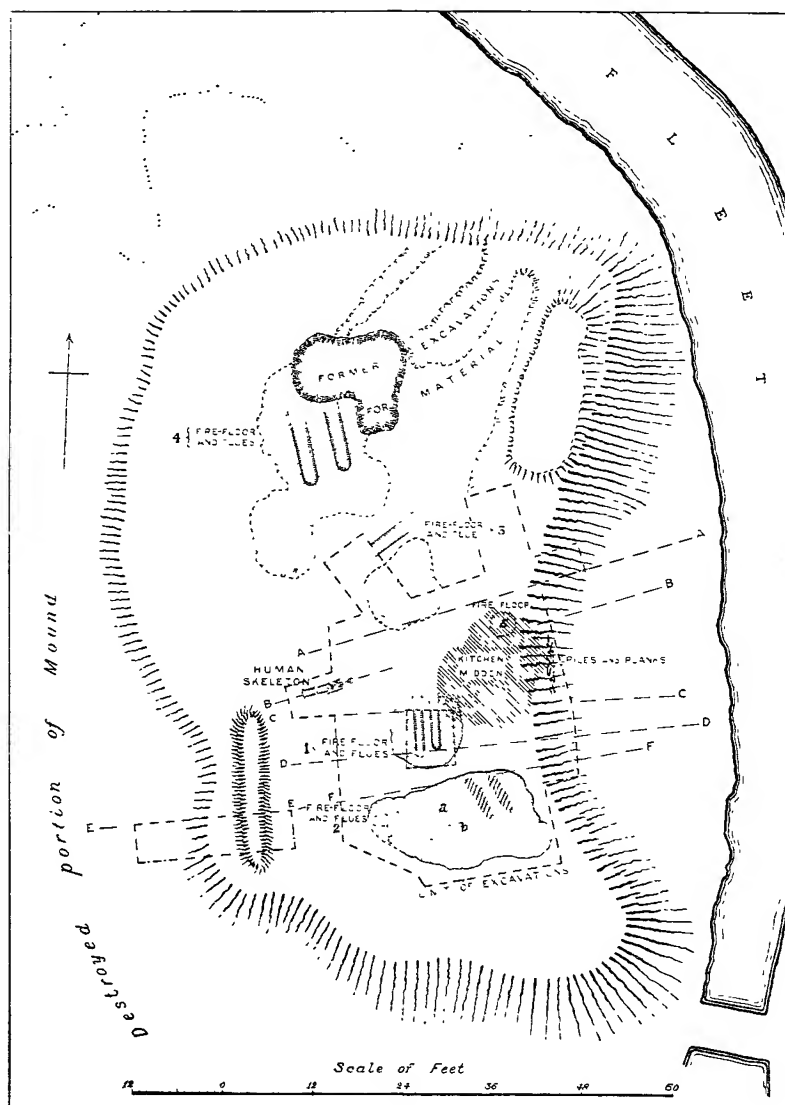 FLEET
FORMER EXCAVATIONS
FOR MATERIAL
4 { FIRE-FLOOR
AND FLUES
FIRE-FLOOR
AND FLUE 3
A
B
FIRE FLOOR
5
A
KITCHEN
MIDDEN
PILES AND PLANKS
HUMAN
SKELETON
B
C
C
1 { FIRE-FLOOR
AND FLUES
D
D
F
F
E
E
FIRE-FLOOR
AND FLUES
2
a
b
LIMIT OF EXCAVATIONS
Destroyed portion of Mound
Scale of Feet
12 0 12 24 36 48 60